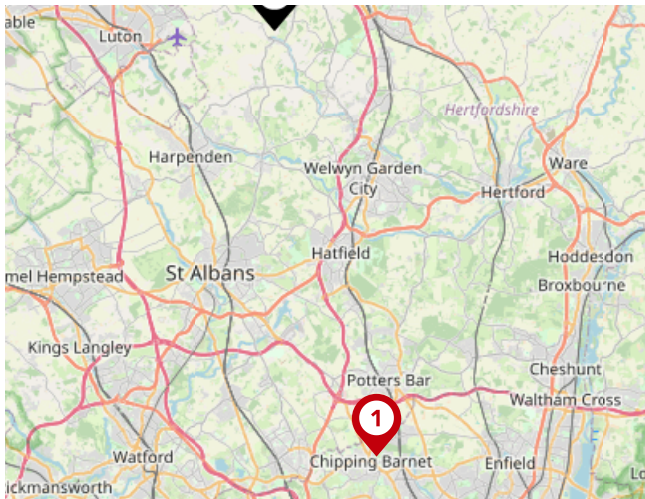 able
Luton
Hertfordshire
Harpenden
Ware
Welwyn Garden
City
Hertford
Hatfield
Hoddesdon
St Albans
mel Hempstead
Broxbourne
Kings Langley
Cheshunt
Potters Bar
Waltham Cross
1
Watford
Chipping Barnet
Enfield
ickmansworth
Lo